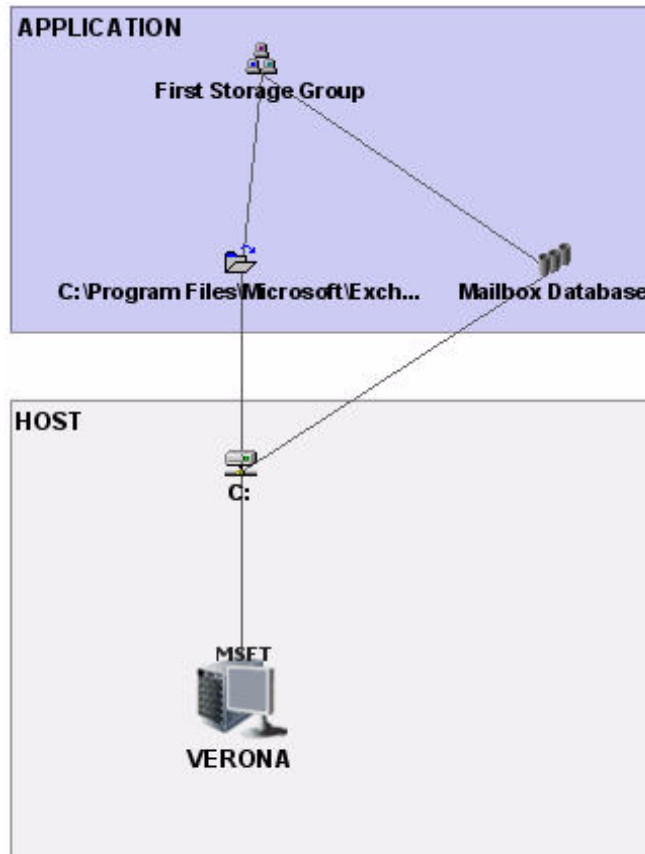 APPLICATION
First Storage Group
C:\Program Files\Microsoft\Exch...
Mailbox Database
HOST
C:
MSFT
VERONA